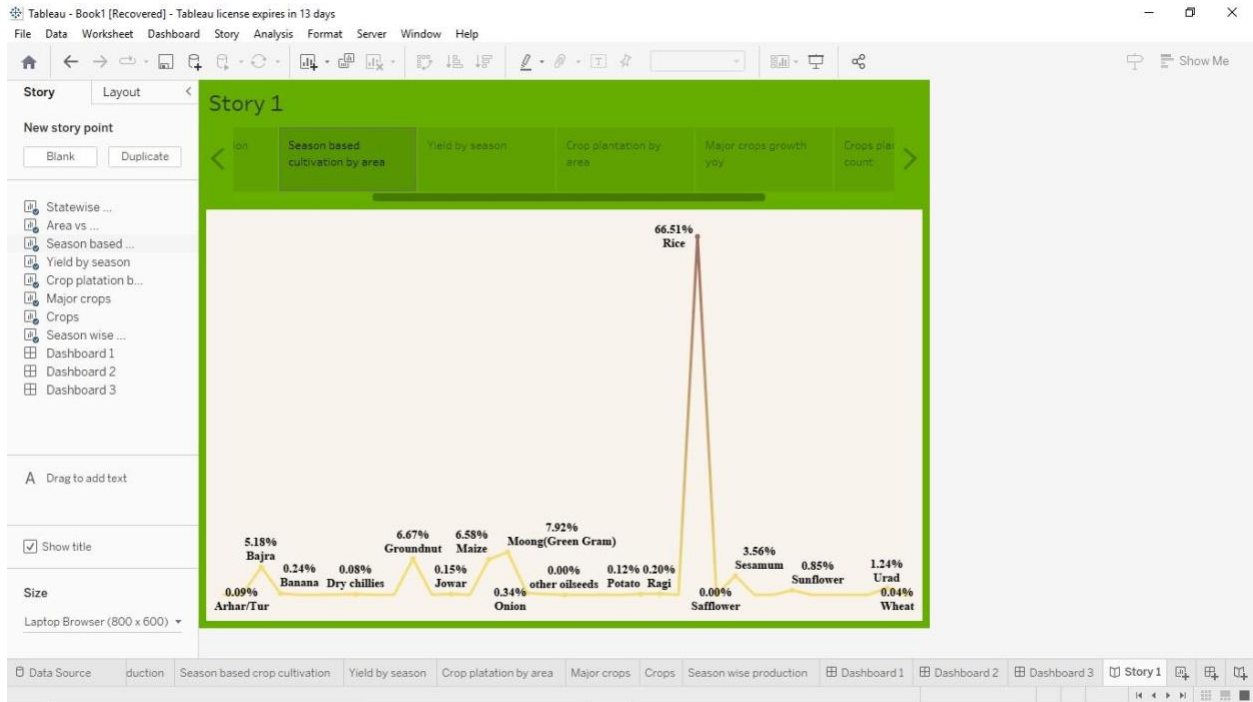 Tableau - Book1 [Recovered] - Tableau license expires in 13 days
File Data Worksheet Dashboard Story Analysis Format Server Window Help
Show Me
Story Layout
New story point
Blank Duplicate
Statewise ...
Area vs ...
Season based ...
Yield by season
Crop platation b...
Major crops
Crops
Season wise ...
Dashboard 1
Dashboard 2
Dashboard 3
A Drag to add text
Show title
Size
Laptop Browser (800 x 600)
Story 1
ion
Season based
cultivation by area
Yield by season
Crop plantation by
area
Major crops growth
yoy
Crops pla
count
66.51%
Rice
5.18%
Bajra
0.24%
Banana
0.08%
Dry chillies
6.67%
Groundnut
0.15%
Jowar
6.58%
Maize
7.92%
Moong(Green Gram)
0.00%
other oilseeds
0.12%
Potato
0.20%
Ragi
3.56%
Sesamum
0.85%
Sunflower
1.24%
Urad
0.09%
Arhar/Tur
0.34%
Onion
0.00%
Safflower
0.04%
Wheat
Data Source duction Season based crop cultivation Yield by season Crop platation by area Major crops Crops Season wise production Dashboard 1 Dashboard 2 Dashboard 3 Story 1